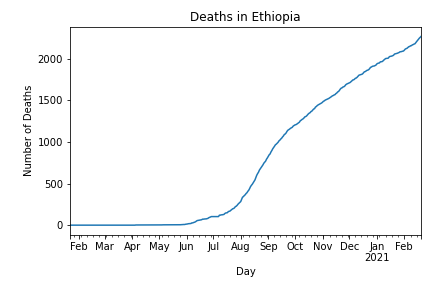 Deaths in Ethiopia
Number of Deaths
2000
1500
1000
500
0
Feb Mar Apr May Jun Jul Aug Sep Oct Nov Dec Jan Feb
2021
Day